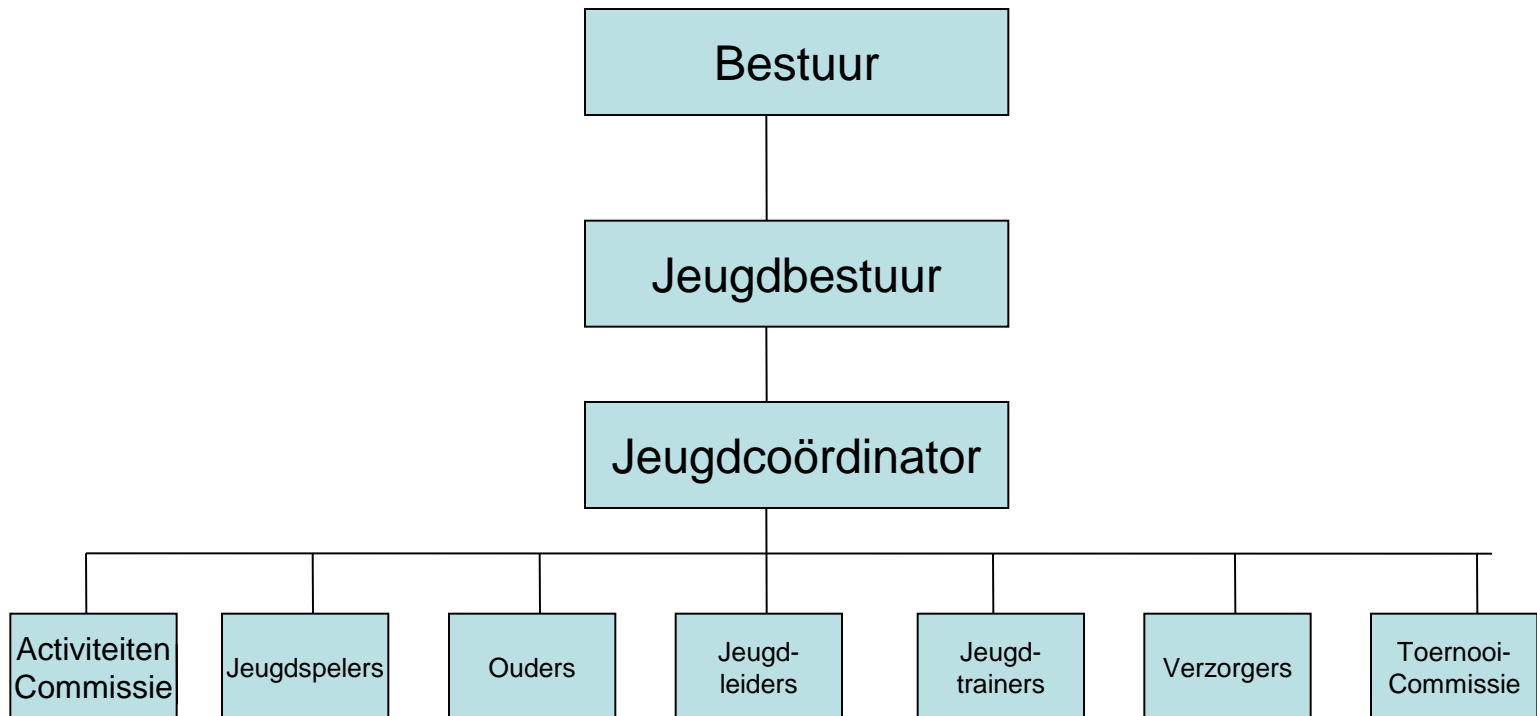 Bestuur
Jeugdbestuur
Jeugdcoördinator
Activiteiten
Commissie
Jeugdspelers
Ouders
Jeugd-
leiders
Jeugd-
trainers
Verzorgers
Toernooi-
Commissie